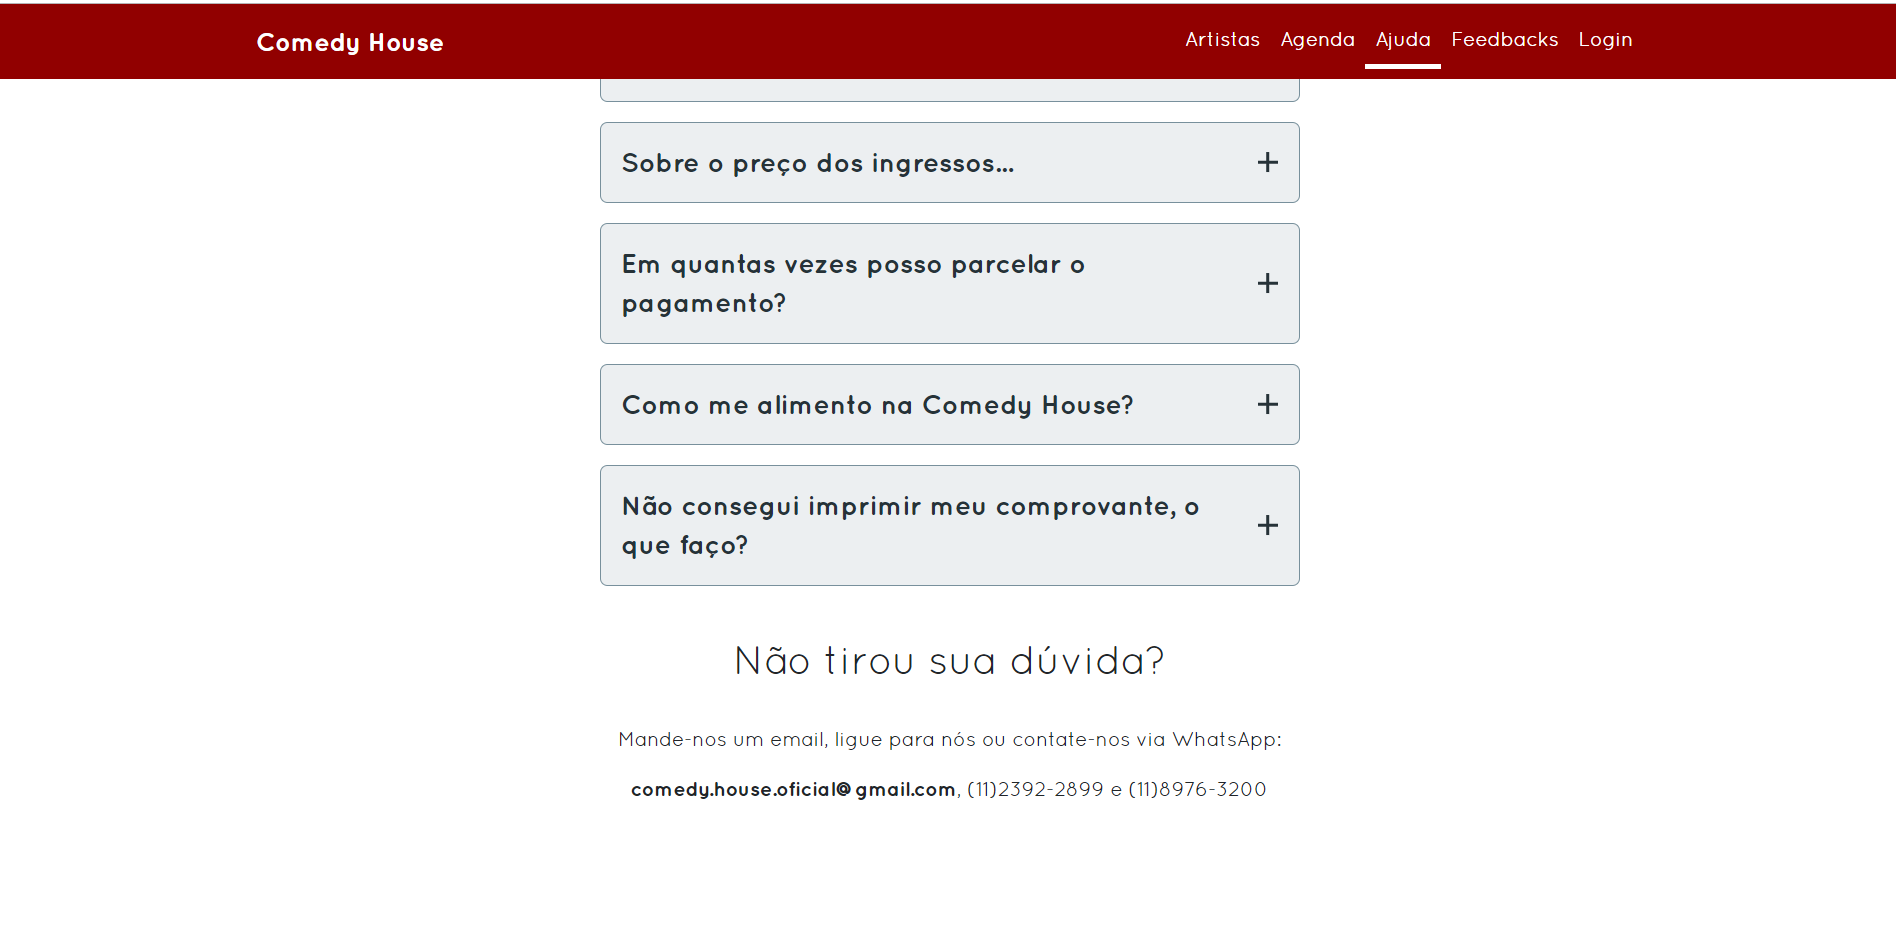 Comedy House
Artistas Agenda Ajuda Feedbacks Login
Sobre o preço dos ingressos...
Em quantas vezes posso parcelar o
pagamento?
Como me alimento na Comedy House?
Não consegui imprimir meu comprovante, o
que faço?
Não tirou sua dúvida?
Mande-nos um email, ligue para nós ou contate-nos via WhatsApp:
comedy.house.oficial@gmail.com, (11)2392-2899 e (11)8976-3200